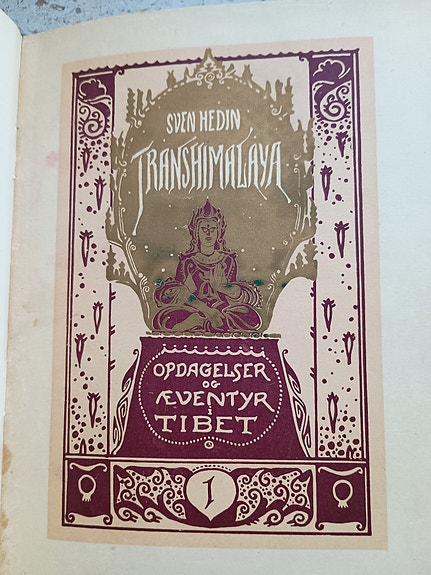 SVEN HEDIN
TRANSHIMALAYA
OPDAGELSER
OG
ÆVENTYR
I
TIBET
1